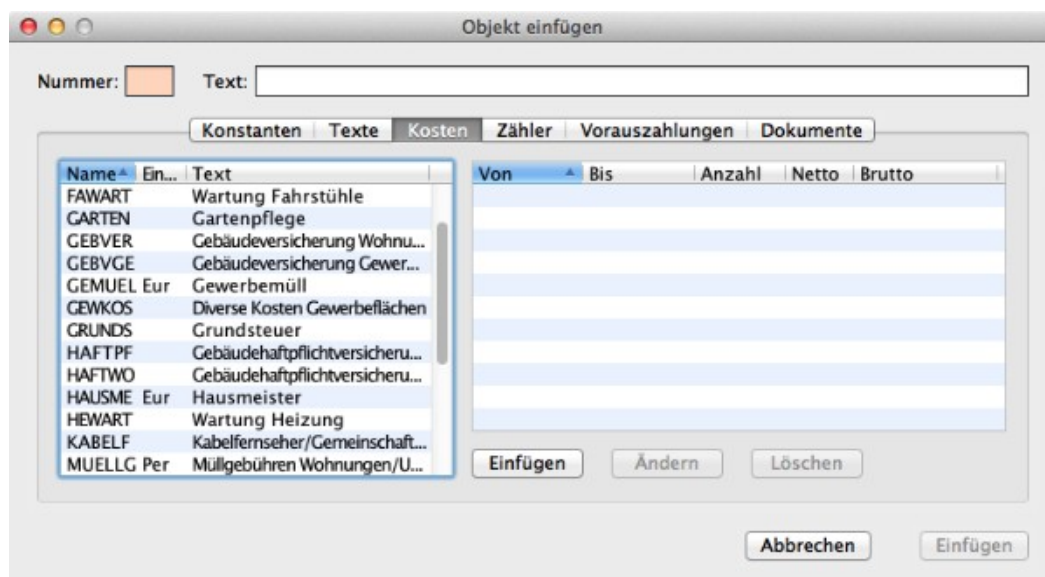 Objekt einfügen
Nummer: Text:
Konstanten Texte Kosten Zähler Vorauszahlungen Dokumente
Name Ein... Text
FAWART Wartung Fahrstühle
GARTEN Gartenpflege
GEBVER Gebäudeversicherung Wohnu...
GEBVGE Gebäudeversicherung Gewer...
GEMUEL Eur Gewerbemüll
GEWKOS Diverse Kosten Gewerbeflächen
GRUNDS Grundsteuer
HAFTPF Gebäudehaftpflichtversicheru...
HAFTWO Gebäudehaftpflichtversicheru...
HAUSME Eur Hausmeister
HEWART Wartung Heizung
KABELF Kabelfernseher/Gemeinschaft...
MUELLG Per Müllgebühren Wohnungen/U...
Von Bis Anzahl Netto Brutto
Einfügen Ändern Löschen
Abbrechen Einfügen